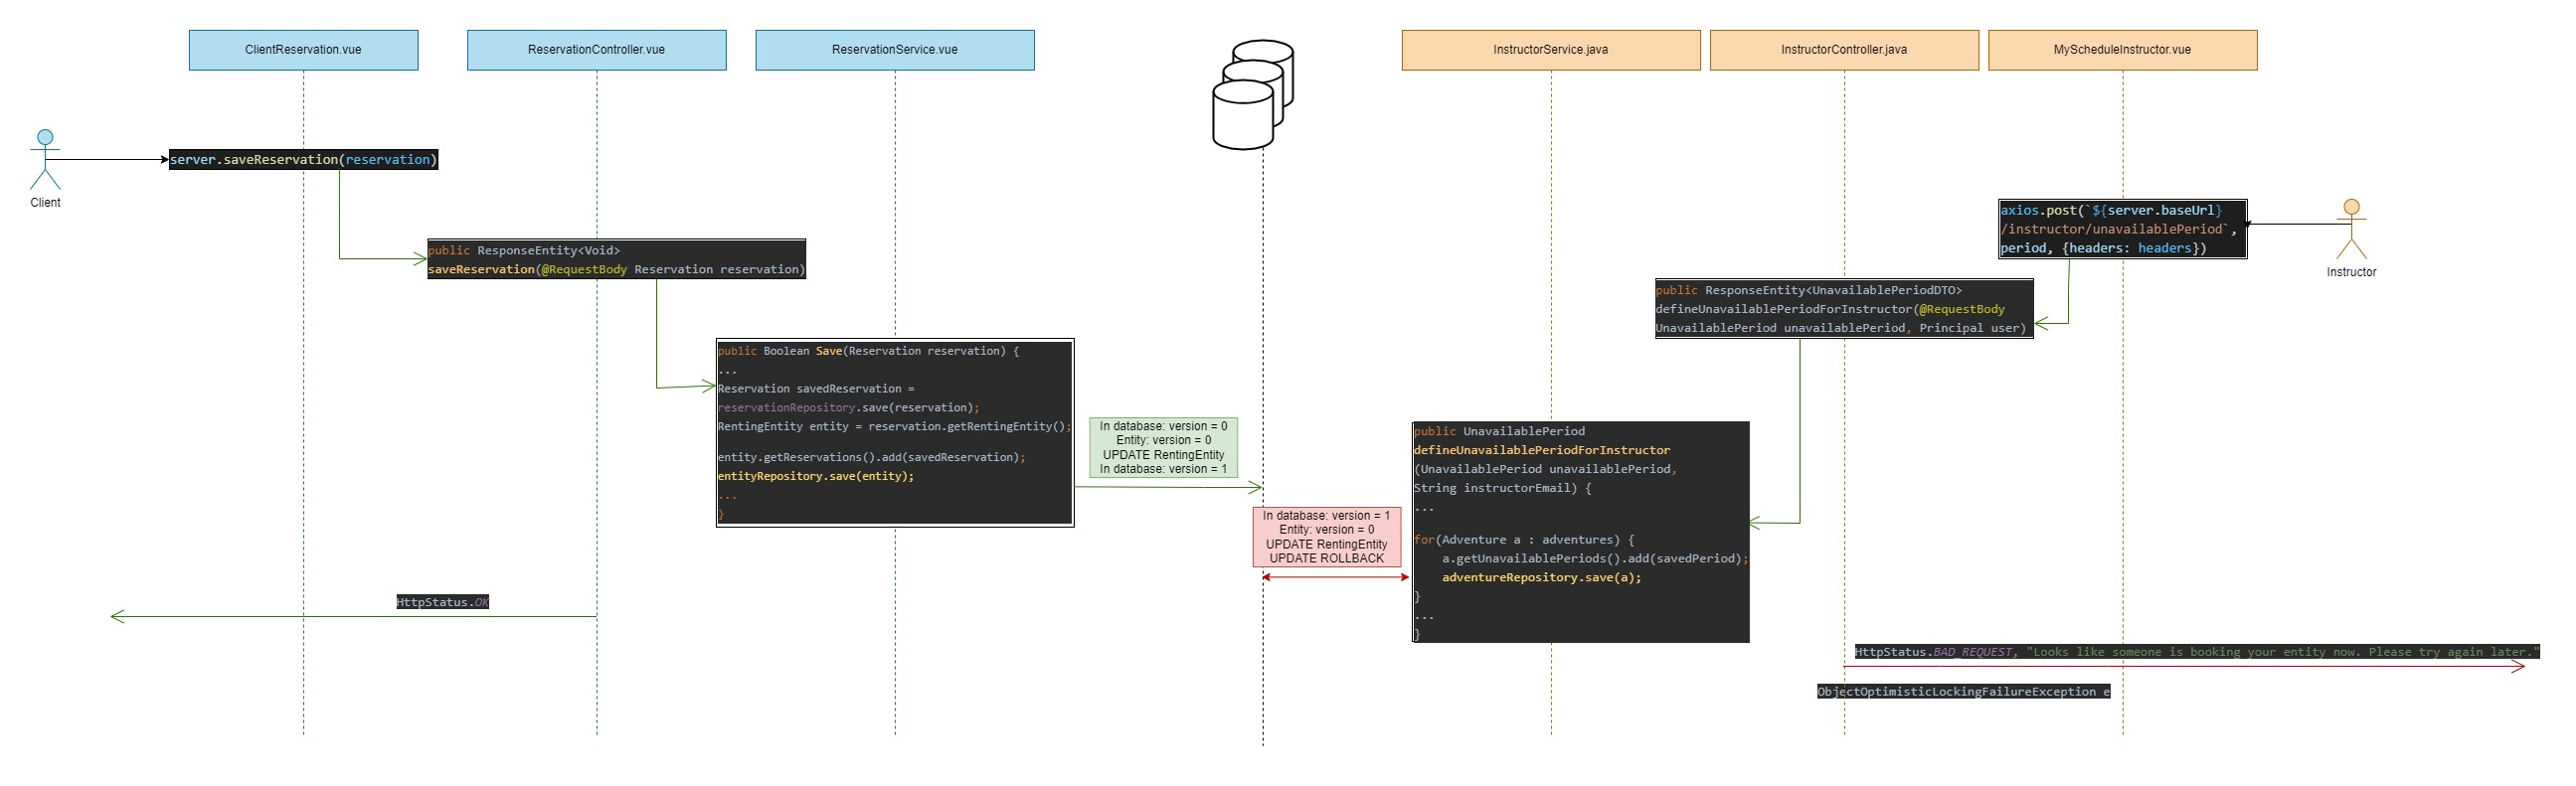 ClientReservation.vue
ReservationController.vue
ReservationService.vue
InstructorService.java
InstructorController.java
MyScheduleInstructor.vue
Client
server.saveReservation(reservation)
public ResponseEntity<Void>
saveReservation(@RequestBody Reservation reservation)
public Boolean Save(Reservation reservation) {
...
Reservation savedReservation =
reservationRepository.save(reservation);
RentingEntity entity = reservation.getRentingEntity();
entity.getReservations().add(savedReservation);
entityRepository.save(entity);
...
}
In database: version = 0
Entity: version = 0
UPDATE RentingEntity
In database: version = 1
HttpStatus.OK
axios.post(`${server.baseUrl}
/instructor/unavailablePeriod`,
period, {headers: headers})
Instructor
public ResponseEntity<UnavailablePeriodDTO>
defineUnavailablePeriodForInstructor(@RequestBody
UnavailablePeriod unavailablePeriod, Principal user)
public UnavailablePeriod
defineUnavailablePeriodForInstructor
(UnavailablePeriod unavailablePeriod,
String instructorEmail) {
...
for(Adventure a : adventures) {
a.getUnavailablePeriods().add(savedPeriod);
adventureRepository.save(a);
}
...
}
In database: version = 1
Entity: version = 0
UPDATE RentingEntity
UPDATE ROLLBACK
HttpStatus.BAD_REQUEST, "Looks like someone is booking your entity now. Please try again later."
ObjectOptimisticLockingFailureException e